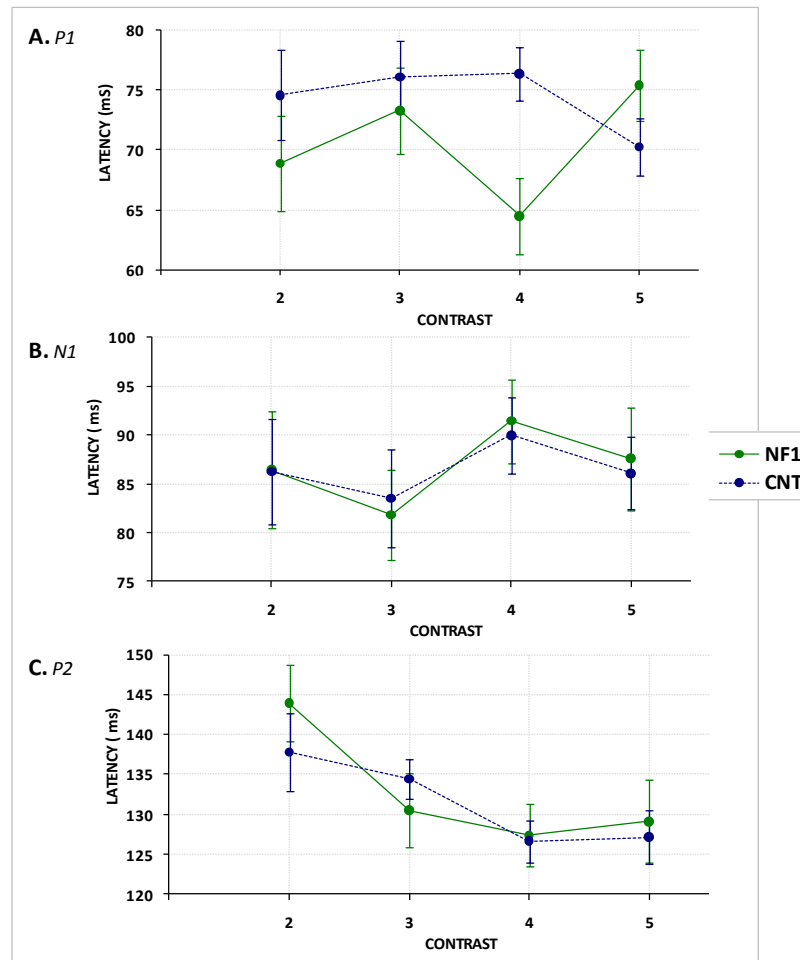 A. P1
LATENCY (mS)
80
75
70
65
60
2 3 4 5
CONTRAST
B. N1
LATENCY ( ms)
100
95
90
85
80
75
2 3 4 5
CONTRAST
NF1
CNT
C. P2
LATENCY ( ms)
150
145
140
135
130
125
120
2 3 4 5
CONTRAST